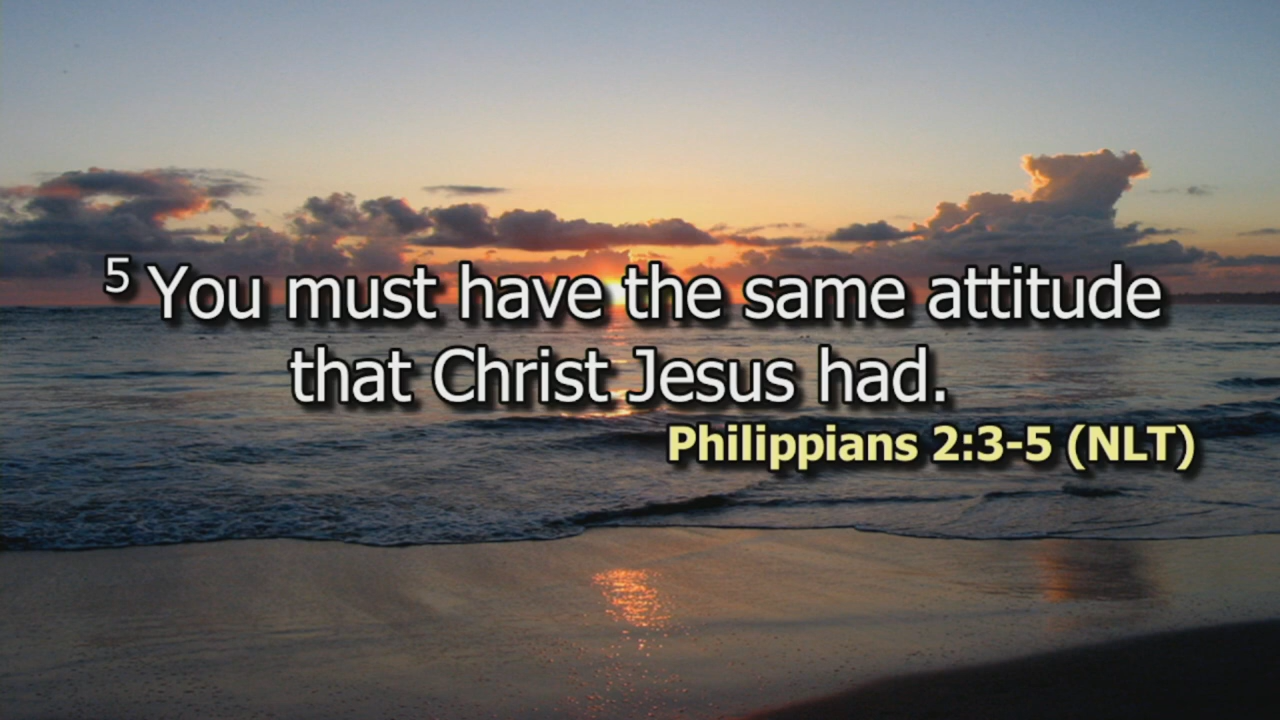 5 You must have the same attitude
that Christ Jesus had.
Philippians 2:3-5 (NLT)